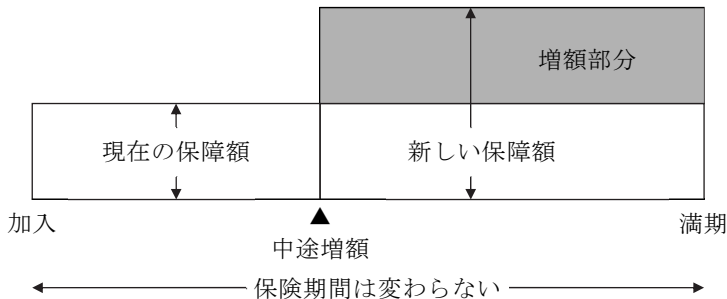 増額部分
現在の保障額
新しい保障額
加入
満期
中途増額
保険期間は変わらない